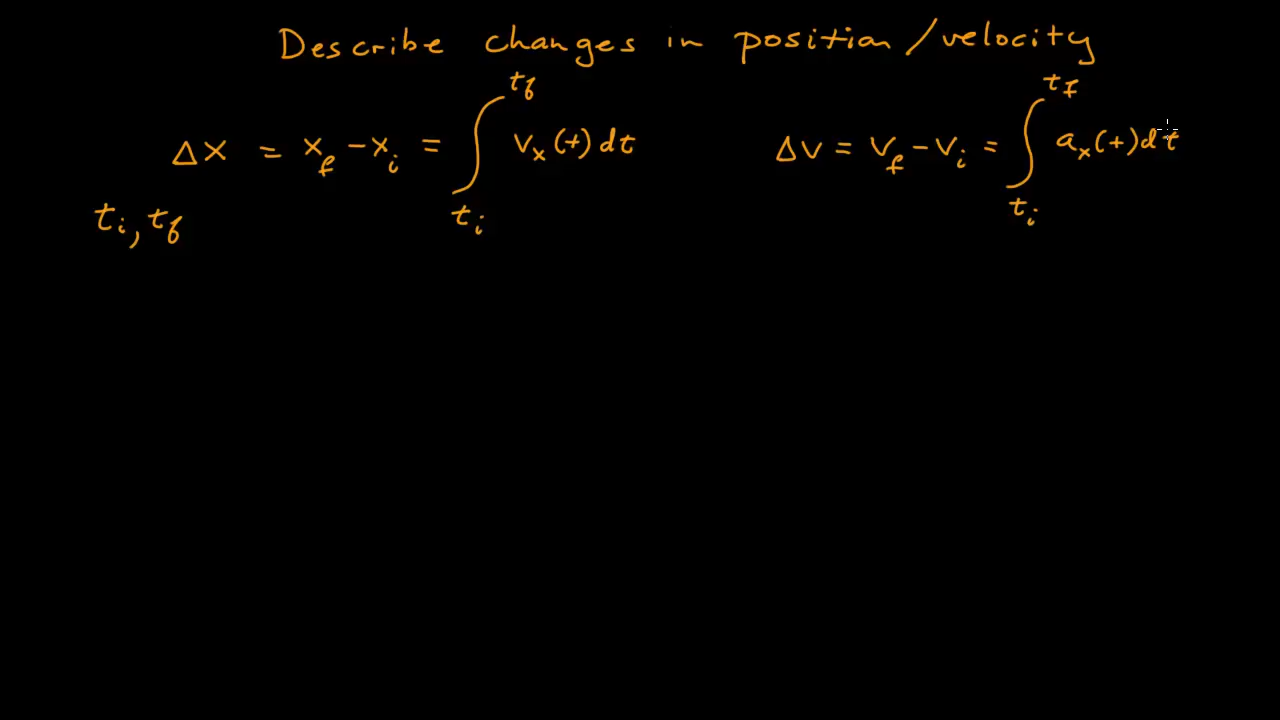 Describe changes in position/velocity
Δx = x_f - x_i = ∫_{t_i}^{t_f} v_x(t)dt
Δv = v_f - v_i = ∫_{t_i}^{t_f} a_x(t)dt
t_i, t_f